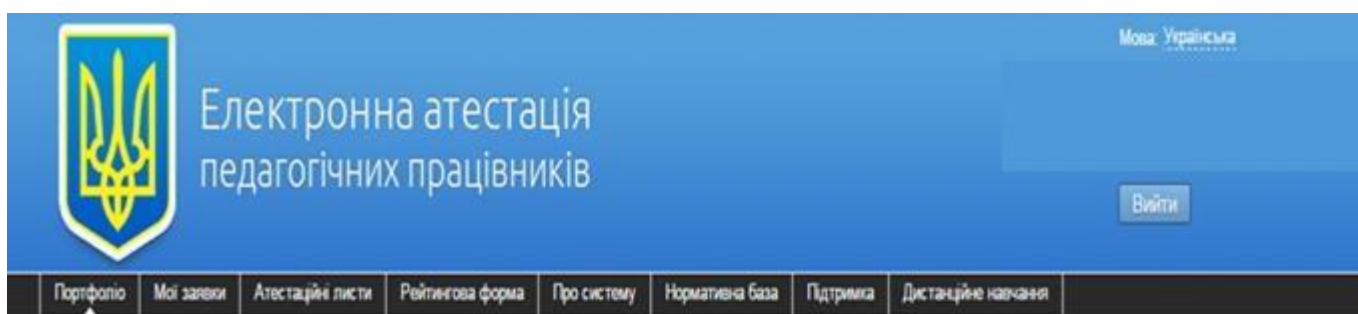 Мова: Українська
Електронна атестація
педагогічних працівників
Вийти
Портфоліо Мої заявки Атестаційні листи Рейтингова форма Про систему Нормативна база Підтримка Дистанційне навчання